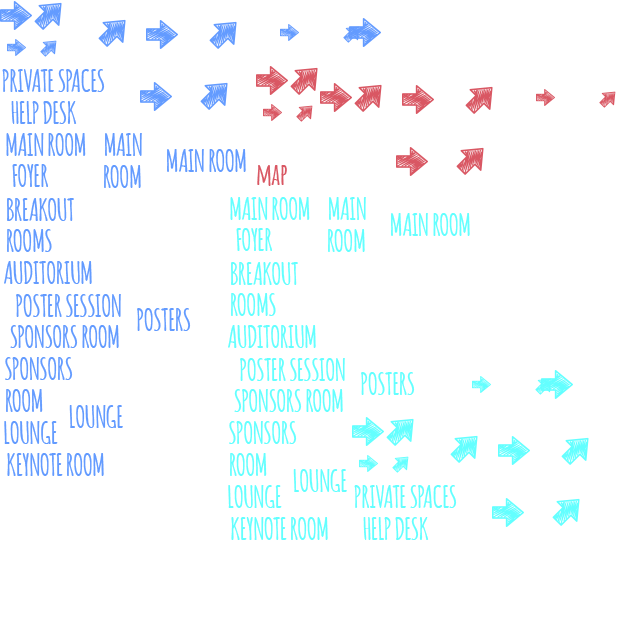 PRIVATE SPACES
HELP DESK
MAIN ROOM
MAIN
FOYER
ROOM
MAIN ROOM
MAP
BREAKOUT
ROOMS
AUDITORIUM
POSTER SESSION
POSTERS
SPONSORS ROOM
SPONSORS
ROOM
LOUNGE
LOUNGE
KEYNOTE ROOM
MAIN ROOM
MAIN
FOYER
ROOM
MAIN ROOM
BREAKOUT
ROOMS
AUDITORIUM
POSTER SESSION
POSTERS
SPONSORS ROOM
SPONSORS
ROOM
LOUNGE
LOUNGE
KEYNOTE ROOM
PRIVATE SPACES
HELP DESK